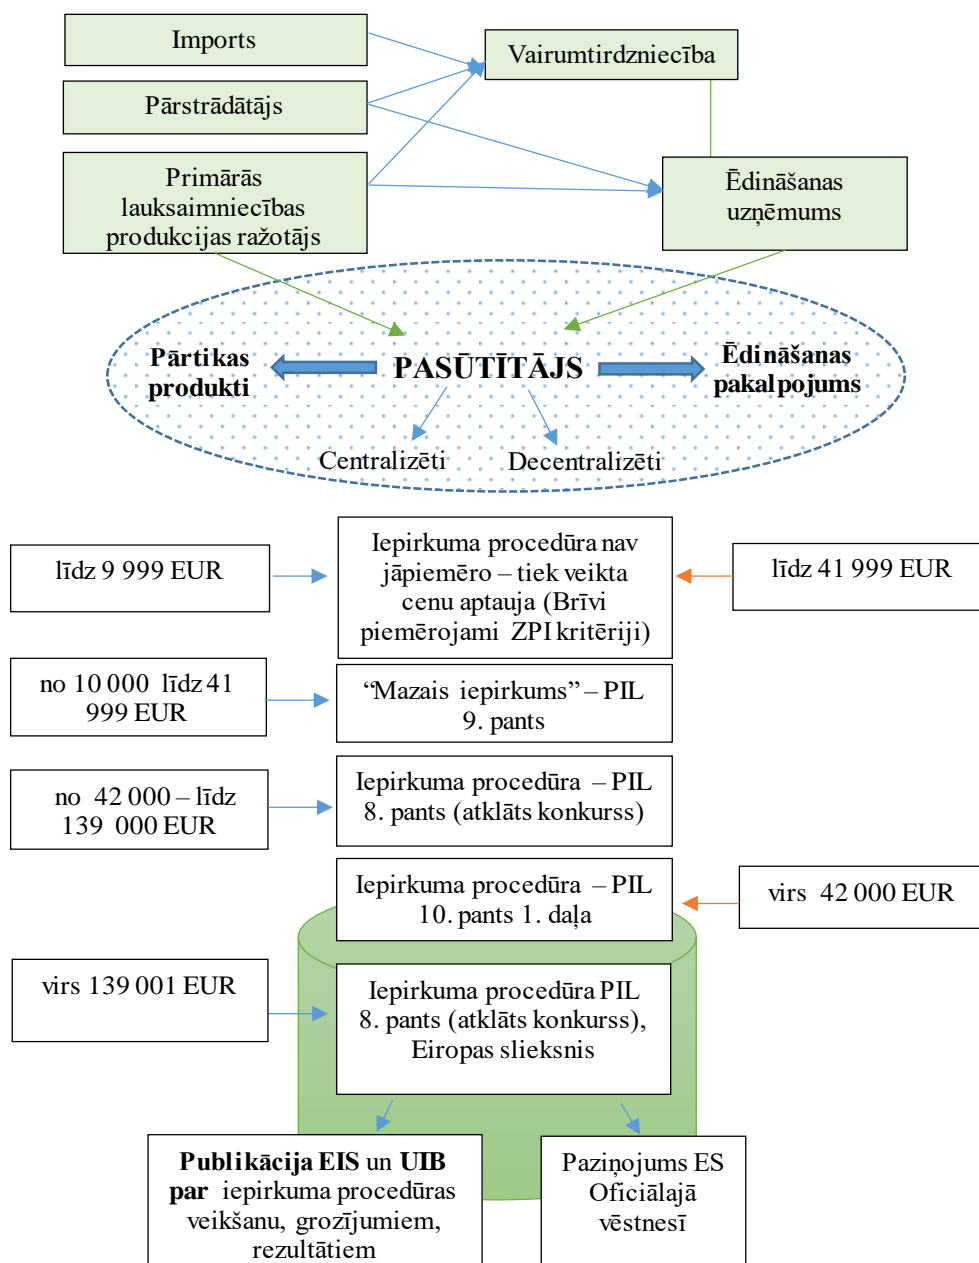 Imports
Vairumtirdzniecība
Pārstrādātājs
Primārās
lauksaimniecības
produkcijas ražotājs
Ēdināšanas
uzņēmums
Pārtikas
produkti
PASŪTĪTĀJS
Ēdināšanas
pakalpojums
Centralizēti
Decentralizēti
līdz 9 999 EUR
Iepirkuma procedūra nav
jāpiemēro – tiek veikta
cenu aptauja (Brīvi
piemērojami ZPI kritēriji)
līdz 41 999 EUR
no 10 000 līdz 41
999 EUR
“Mazais iepirkums” – PIL
9. pants
no 42 000 – līdz
139 000 EUR
Iepirkuma procedūra – PIL
8. pants (atklāts konkurss)
Iepirkuma procedūra – PIL
10. pants 1. daļa
virs 42 000 EUR
virs 139 001 EUR
Iepirkuma procedūra PIL
8. pants (atklāts konkurss),
Eiropas slieksnis
Publikācija EIS un UIB
par iepirkuma procedūras
veikšanu, grozījumiem,
rezultātiem
Paziņojums ES
Oficiālajā
vēstnesī